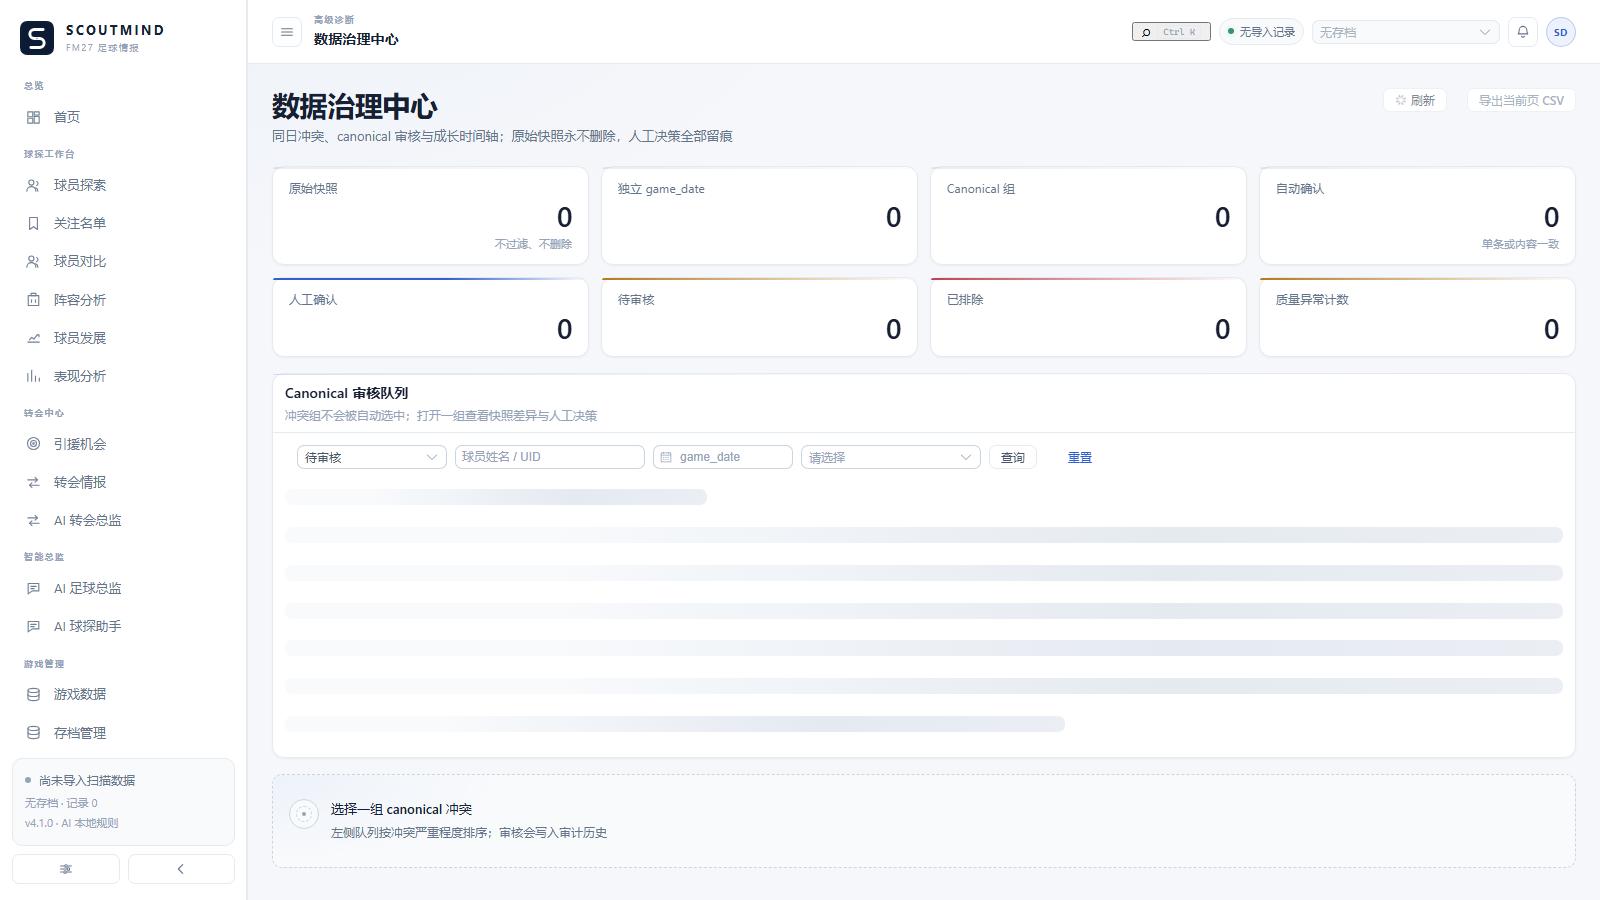 SCOUTMIND
FM27 足球情报
总览
首页
球探工作台
球员探索
关注名单
球员对比
阵容分析
球员发展
表现分析
转会中心
引援机会
转会情报
AI 转会总监
智能总监
AI 足球总监
AI 球探助手
游戏管理
游戏数据
存档管理
尚未导入扫描数据
无存档 · 记录 0
v4.1.0 · AI 本地规则
高级诊断
数据治理中心
Ctrl K
无导入记录
无存档
SD
数据治理中心
同日冲突、canonical 审核与成长时间轴；原始快照永不删除，人工决策全部留痕
刷新
导出当前页 CSV
原始快照
0
不过滤、不删除
独立 game_date
0
Canonical 组
0
自动确认
0
单条或内容一致
人工确认
0
待审核
0
已排除
0
质量异常计数
0
Canonical 审核队列
冲突组不会被自动选中；打开一组查看快照差异与人工决策
待审核
球员姓名 / UID
game_date
请选择
查询
重置
选择一组 canonical 冲突
左侧队列按冲突严重程度排序；审核会写入审计历史